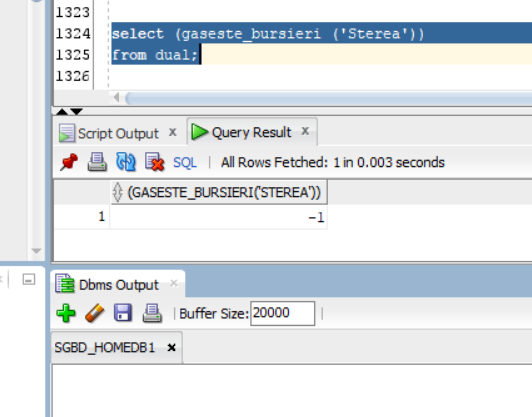 1323
1324 select (gaseste_bursieri ('Sterea'))
1325 from dual;
1326
Script Output x Query Result x
SQL | All Rows Fetched: 1 in 0.003 seconds
(GASESTE_BURSIERI('STEREA'))
1 -1
Dbms Output x
Buffer Size: 20000
SGBD_HOMEDB1 x